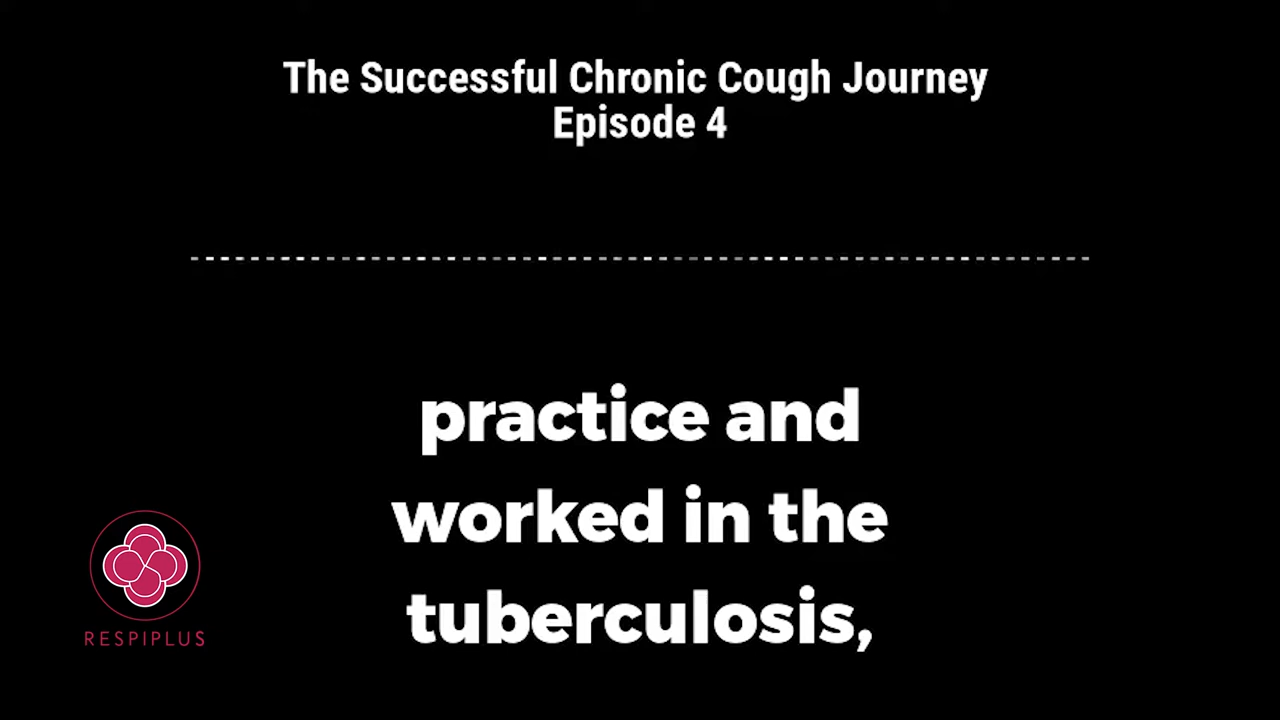 The Successful Chronic Cough Journey
Episode 4
practice and
worked in the
tuberculosis,
RESPIPLUS